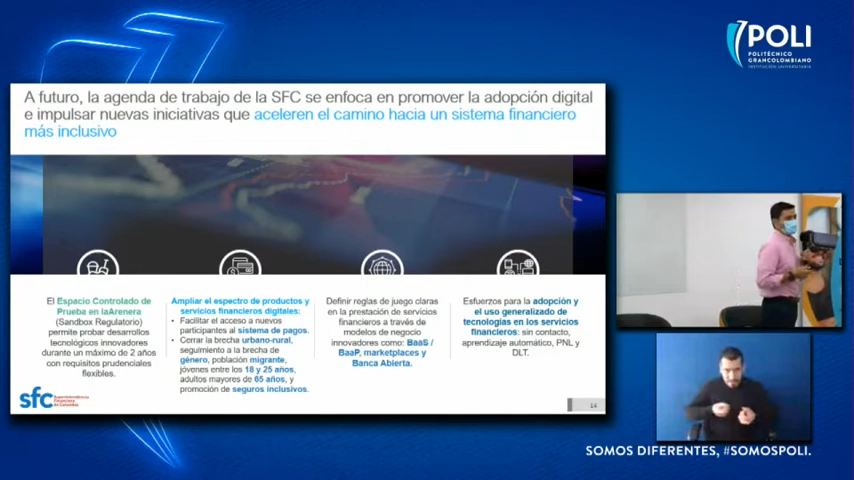 POLI
POLITÉCNICO
GRANCOLOMBIANO
INSTITUCIÓN UNIVERSITARIA
A futuro, la agenda de trabajo de la SFC se enfoca en promover la adopción digital
e impulsar nuevas iniciativas que aceleren el camino hacia un sistema financiero
más inclusivo
El Espacio Controlado de
Prueba en laArenera
(Sandbox Regulatorio)
permite probar desarrollos
tecnológicos innovadores
durante un máximo de 2 años
con requisitos prudenciales
flexibles.
Ampliar el espectro de productos y
servicios financieros digitales:
• Facilitar el acceso a nuevos
participantes al sistema de pagos.
• Cerrar la brecha urbano-rural,
seguimiento a la brecha de
género, población migrante,
jóvenes entre los 18 y 25 años,
adultos mayores de 65 años, y
promoción de seguros inclusivos.
Definir reglas de juego claras
en la prestación de servicios
financieros a través de
modelos de negocio
innovadores como: BaaS /
BaaP, marketplaces y
Banca Abierta.
Esfuerzos para la adopción y
el uso generalizado de
tecnologías en los servicios
financieros: sin contacto,
aprendizaje automático, PNL y
DLT.
sfc Superintendencia
Financiera
de Colombia
14
SOMOS DIFERENTES, #SOMOSPOLI.